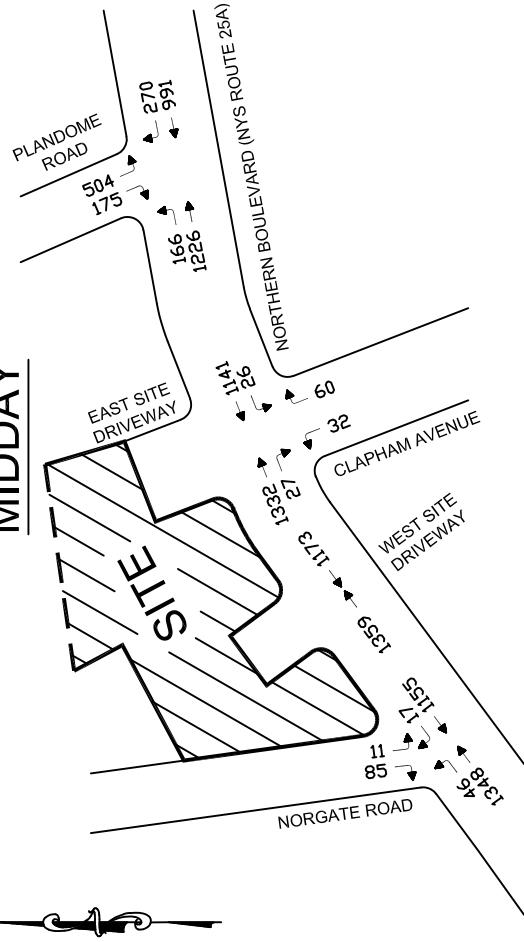 MIDDAY
PLANDOME
ROAD
270
991
504
175
166
1226
NORTHERN BOULEVARD (NYS ROUTE 25A)
EAST SITE
DRIVEWAY
1141
26
60
32
CLAPHAM AVENUE
1332
27
1173
WEST SITE
DRIVEWAY
1359
SITE
17
1155
11
85
46
1348
NORGATE ROAD
N